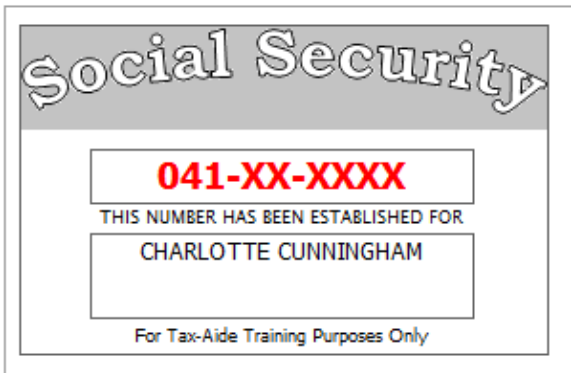 Social Security
041-XX-XXXX
THIS NUMBER HAS BEEN ESTABLISHED FOR
CHARLOTTE CUNNINGHAM
For Tax-Aide Training Purposes Only